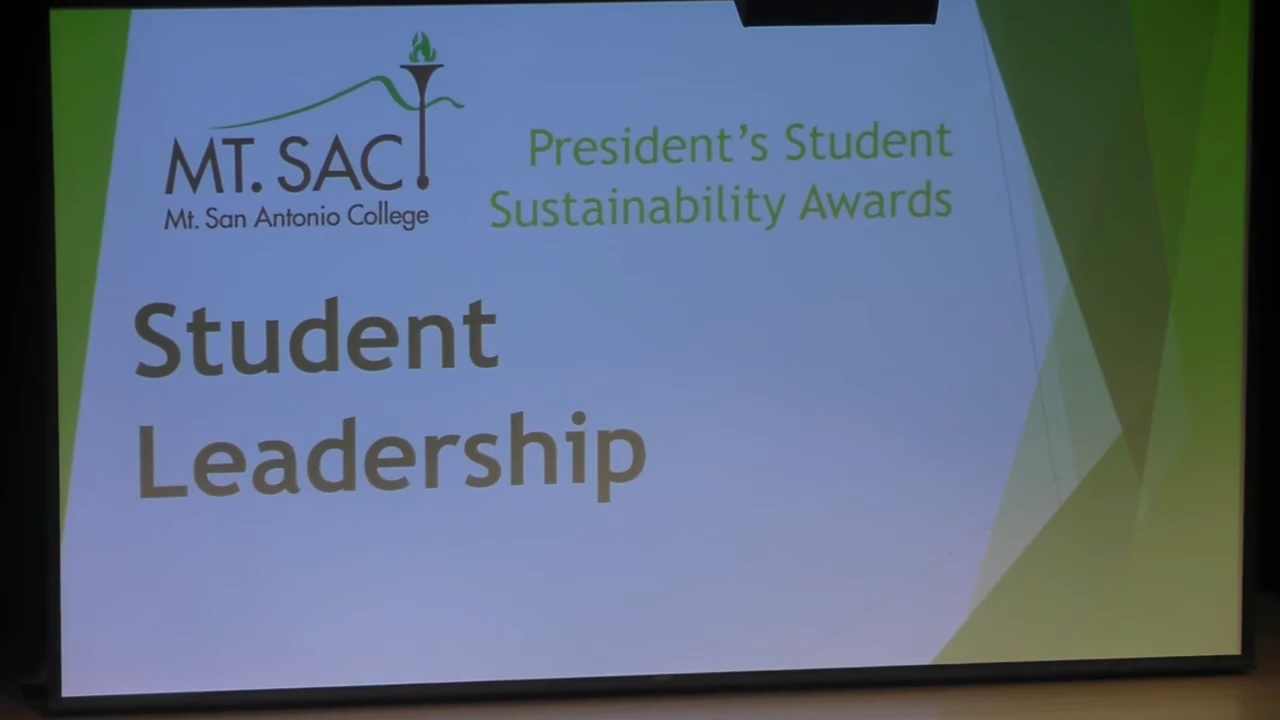 MT. SAC
Mt. San Antonio College
President's Student
Sustainability Awards
Student
Leadership